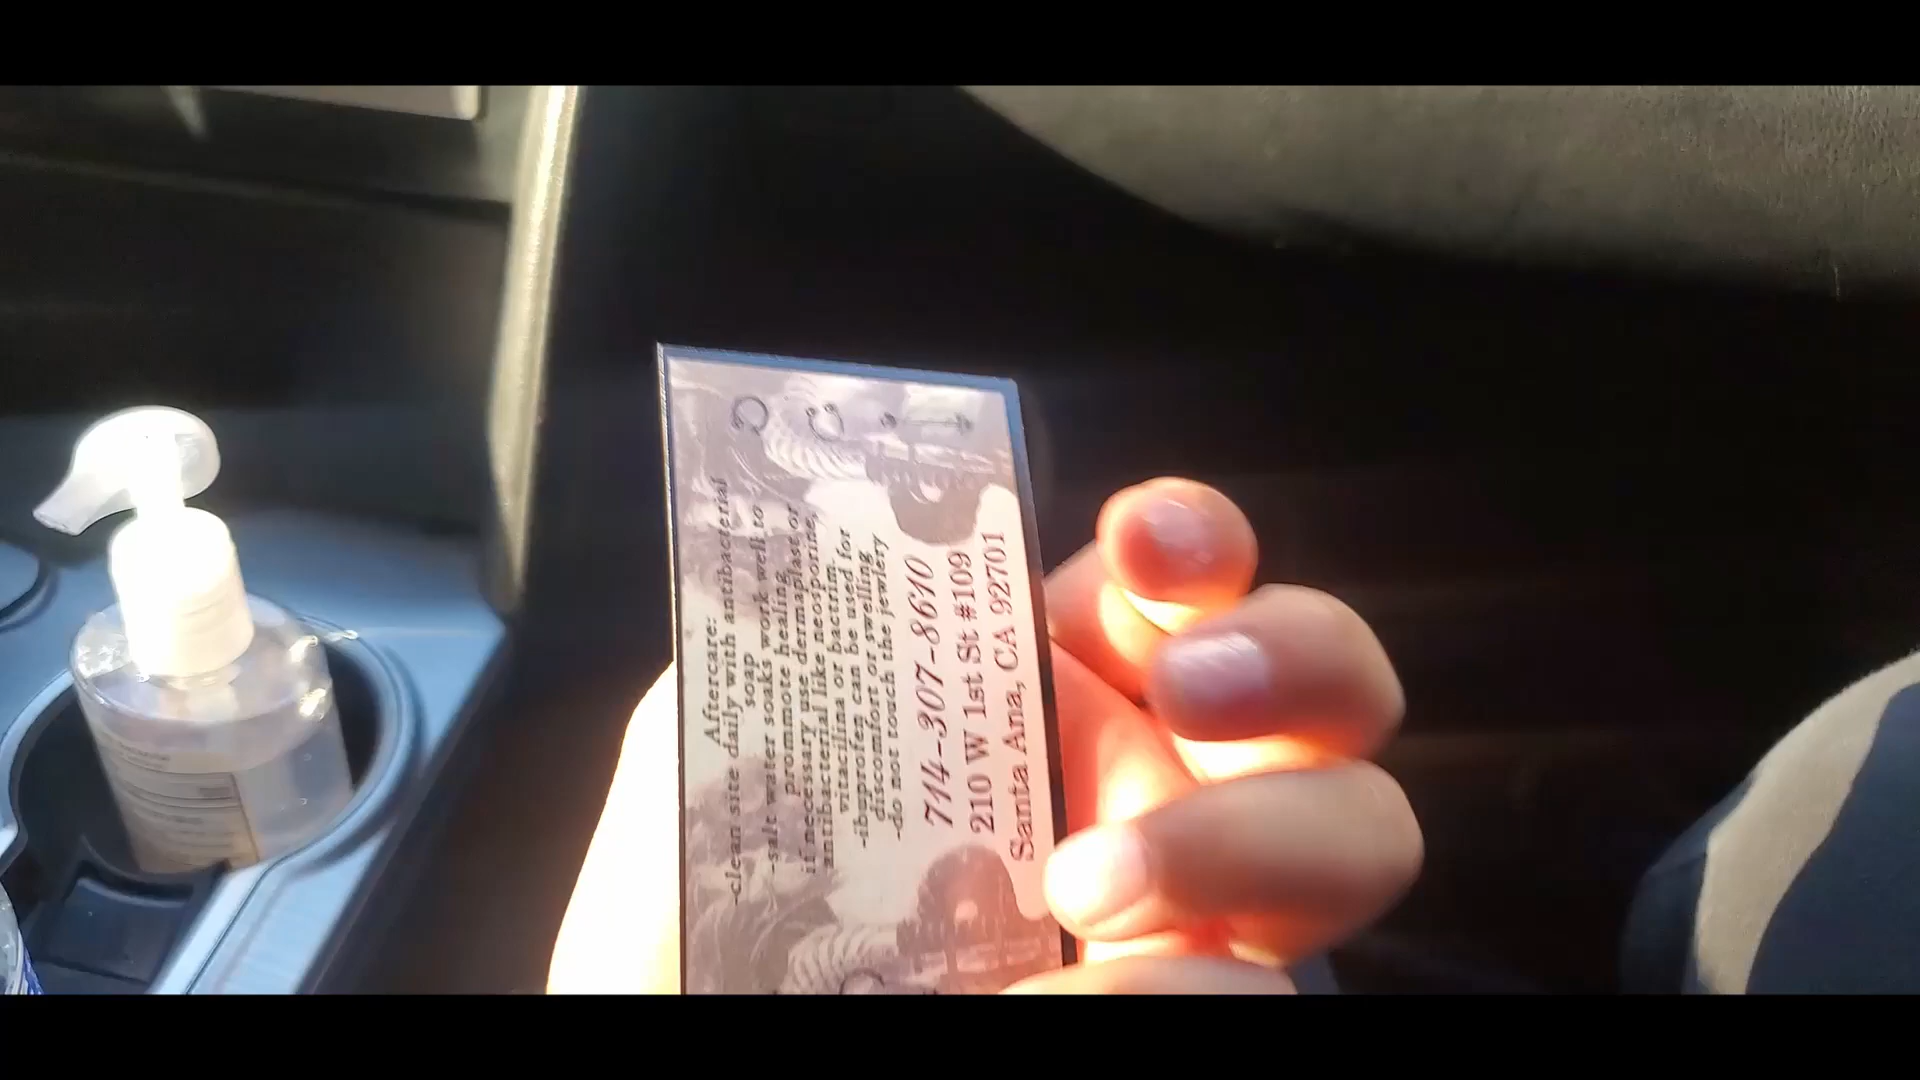 Aftercare:
-clean site daily with antibacterial
soap
-salt water soaks work well to
promote healing
if necessary use dermaplast or
antibacterial like neosporine,
vitacilina or bactrim.
-ibuprofen can be used for
discomfort or swelling
-do not touch the jewlery
714-307-8610
210 W 1st St #109
Santa Ana, CA 92701